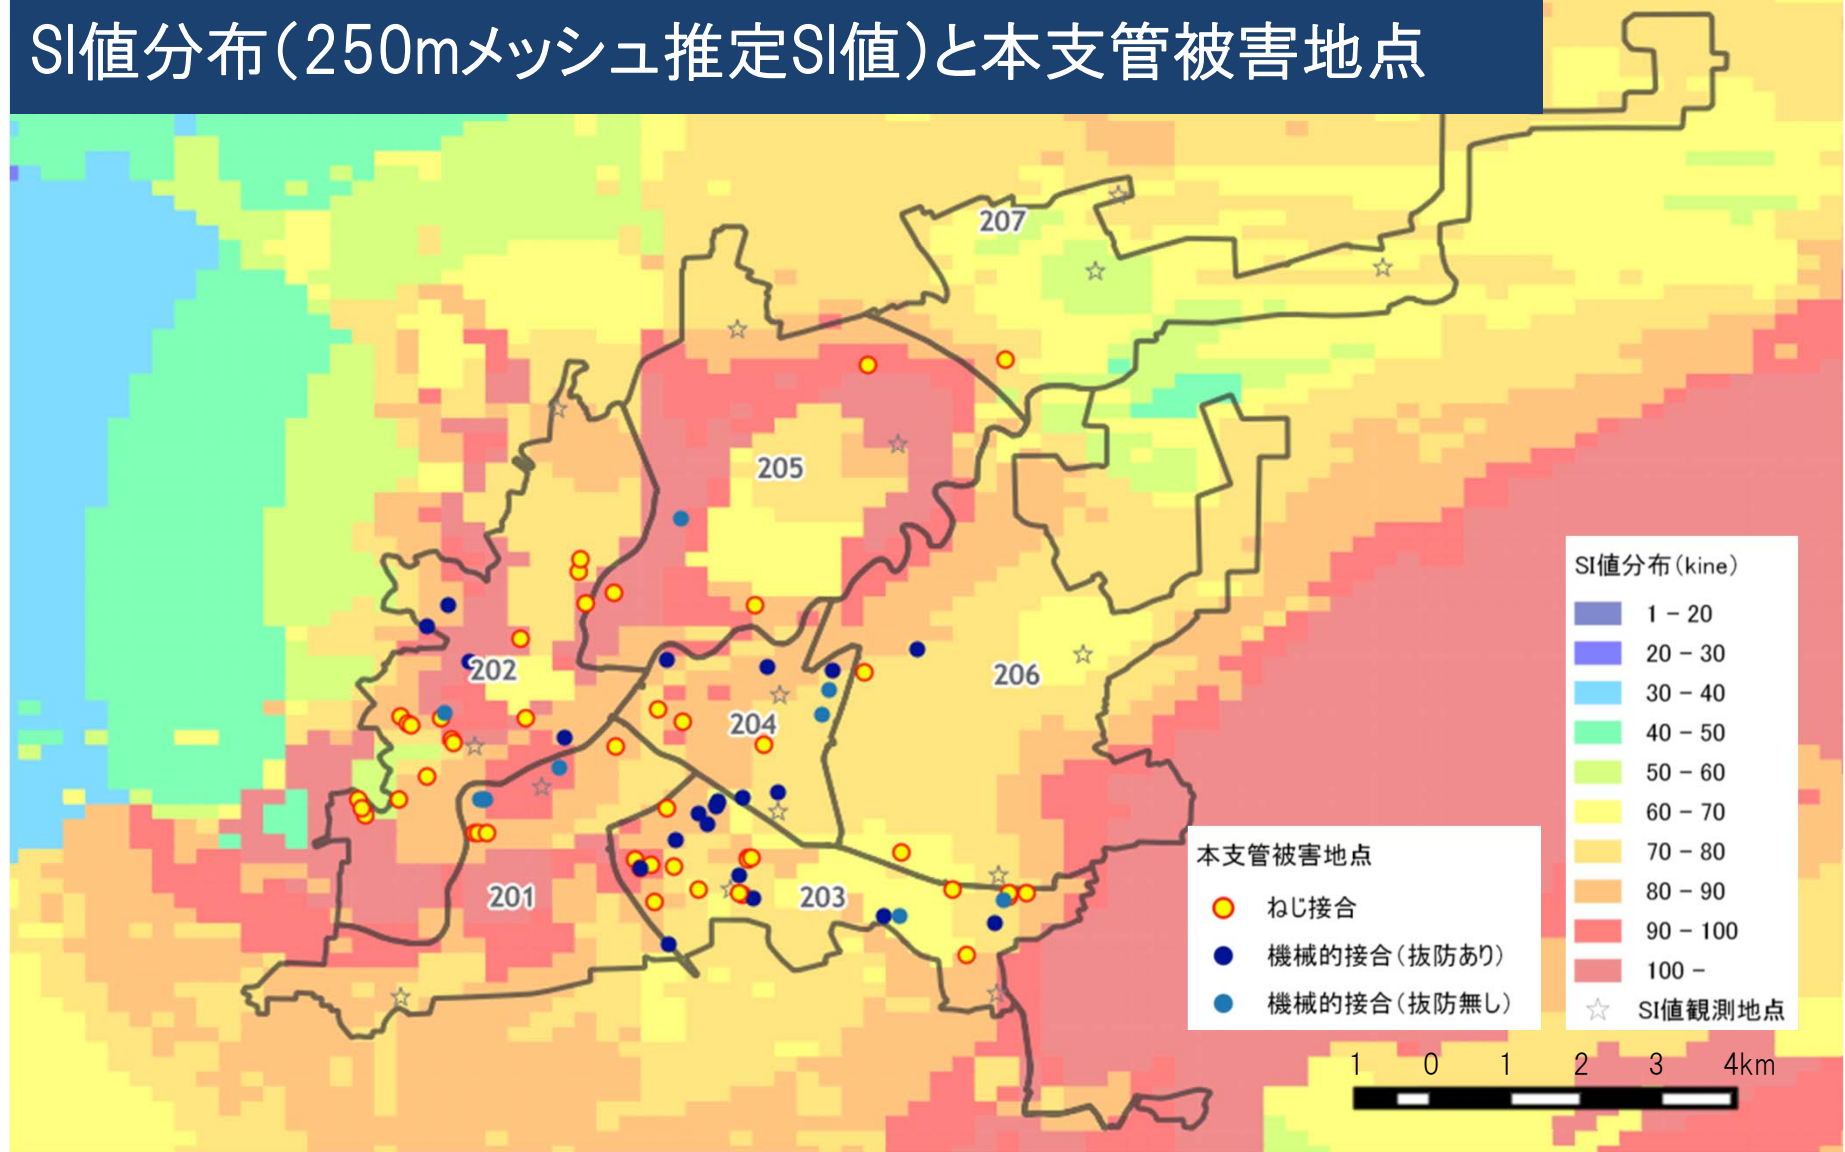 SI値分布（250mメッシュ推定SI値）と本支管被害地点
207
205
202
206
204
201
203
SI値分布（kine）
1 − 20
20 − 30
30 − 40
40 − 50
50 − 60
60 − 70
70 − 80
80 − 90
90 − 100
100 −
☆ SI値観測地点
本支管被害地点
ねじ接合
機械的接合（抜防あり）
機械的接合（抜防無し）
1 0 1 2 3 4km